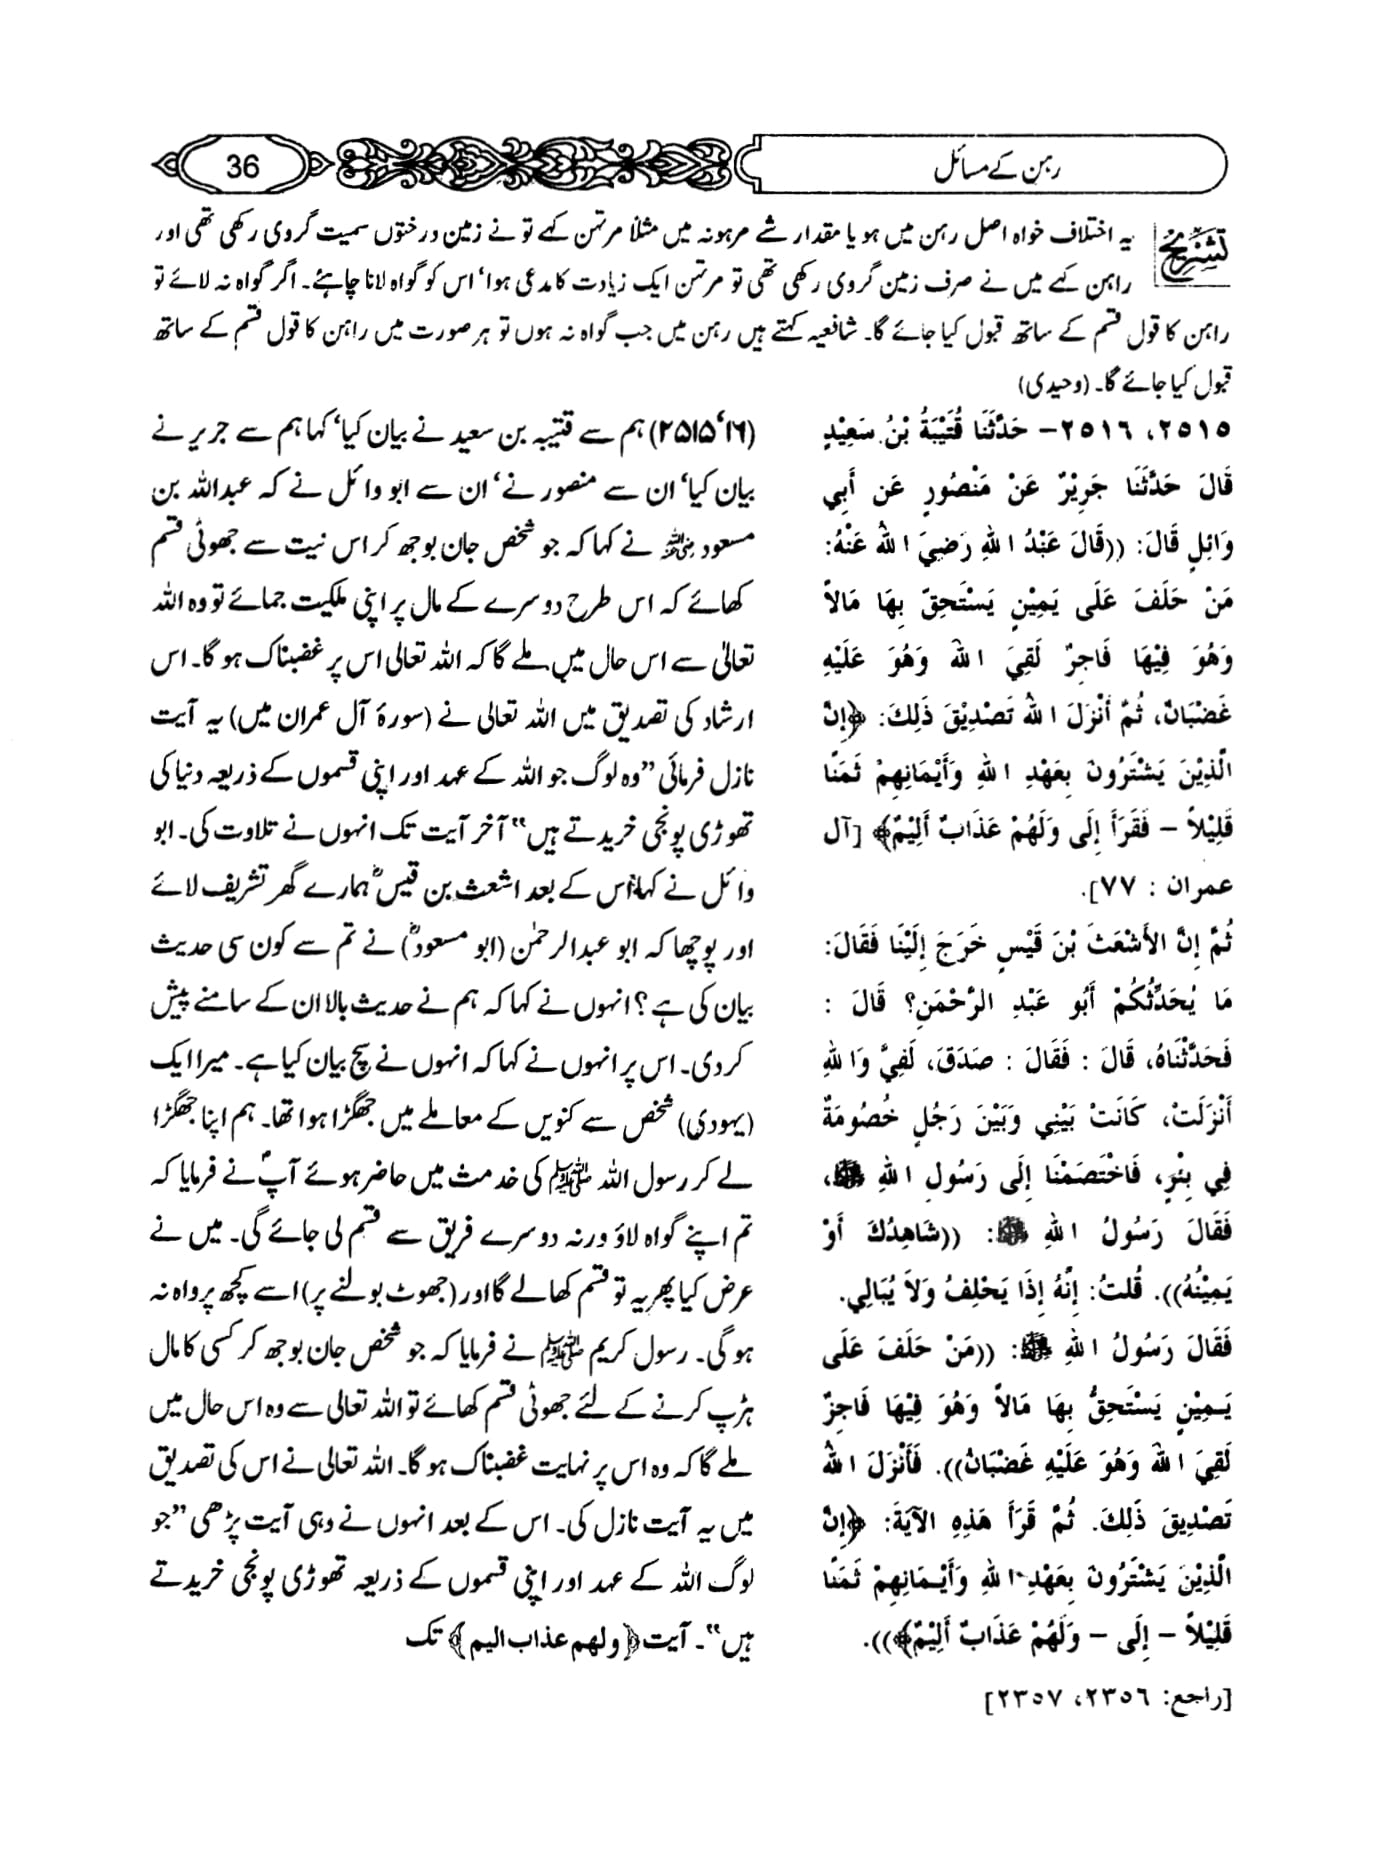 رہن کے مسائل
36
تشریح
یہ اختلاف خواہ اصل رہن میں ہو یا مقدار شے مرہونہ میں مثلاً مرتہن کہے تو نے زمین درختوں سمیت گروی رکھی تھی اور
راہن کہے میں نے صرف زمین گروی رکھی تھی تو مرتہن ایک زیادت کا مدعی ہوا‘ اس کو گواہ لانا چاہئے۔ اگر گواہ نہ لائے تو
راہن کا قول قسم کے ساتھ قبول کیا جائے گا۔ شافعیہ کہتے ہیں رہن میں جب گواہ نہ ہوں تو ہر صورت میں راہن کا قول قسم کے ساتھ
قبول کیا جائے گا۔ (وحیدی)
٢٥١٥، ٢٥١٦- حَدَّثَنَا قُتَيْبَةُ بْنُ سَعِيْدٍ
قَالَ حَدَّثَنَا جَرِيْرٌ عَنْ مَنْصُورٍ عَن أَبِي
وَائِلٍ قَالَ: ((قَالَ عَبْدُ اللهِ رَضِيَ اللهُ عَنْهُ:
مَنْ حَلَفَ عَلَى يَمِيْنٍ يَسْتَحِقُّ بِهَا مَالاً
وَهُوَ فِيْهَا فَاجِرٌ لَقِيَ اللهَ وَهُوَ عَلَيْهِ
غَضْبَانُ، ثُمَّ أَنْزَلَ اللهُ تَصْدِيْقَ ذَلِكَ: ﴿إِنَّ
الَّذِيْنَ يَشْتَرُونَ بِعَهْدِ اللهِ وَأَيْمَانِهِمْ ثَمَنًا
قَلِيْلاً – فَقَرَأَ إِلَى وَلَهُمْ عَذَابٌ أَلِيْمٌ﴾ [آل
عمران : ٧٧].
ثُمَّ إِنَّ الأَشْعَثَ بْنَ قَيْسٍ خَرَجَ إِلَيْنَا فَقَالَ:
مَا يُحَدِّثُكُمْ أَبُو عَبْدِ الرَّحْمَنِ؟ قَالَ :
فَحَدَّثْنَاهُ، قَالَ : فَقَالَ : صَدَقَ، لَفِيَّ وَاللهِ
أُنْزِلَتْ، كَانَتْ بَيْنِي وَبَيْنَ رَجُلٍ خُصُومَةٌ
فِي بِئْرٍ، فَاخْتَصَمْنَا إِلَى رَسُولِ اللهِ ﷺ،
فَقَالَ رَسُولُ اللهِ ﷺ: ((شَاهِدُكَ أَوْ
يَمِيْنُهُ)). قُلتُ: إِنَّهُ إِذَا يَحْلِفُ وَلاَ يُبَالِي.
فَقَالَ رَسُولُ اللهِ ﷺ: ((مَنْ حَلَفَ عَلَى
يَمِيْنٍ يَسْتَحِقُّ بِهَا مَالاً وَهُوَ فِيْهَا فَاجِرٌ
لَقِيَ اللهَ وَهُوَ عَلَيْهِ غَضْبَانُ)). فَأَنْزَلَ اللهُ
تَصْدِيْقَ ذَلِكَ. ثُمَّ قَرَأَ هَذِهِ الآيَةَ: ﴿إِنَّ
الَّذِيْنَ يَشْتَرُونَ بِعَهْدِ اللهِ وَأَيْمَانِهِمْ ثَمَنًا
قَلِيْلاً – إِلَى – وَلَهُمْ عَذَابٌ أَلِيْمٌ﴾)).
[راجع: ٢٣٥٦، ٢٣٥٧]
(۲۵۱۵‘۱۶) ہم سے قتیبہ بن سعید نے بیان کیا‘ کہا ہم سے جریر نے
بیان کیا‘ ان سے منصور نے‘ ان سے ابو وائل نے کہ عبداللہ بن
مسعود رضی اللہ عنہ نے کہا کہ جو شخص جان بوجھ کر اس نیت سے جھوٹی قسم
کھائے کہ اس طرح دوسرے کے مال پر اپنی ملکیت جمائے تو وہ اللہ
تعالیٰ سے اس حال میں ملے گا کہ اللہ تعالیٰ اس پر غضبناک ہو گا۔ اس
ارشاد کی تصدیق میں اللہ تعالیٰ نے (سورۂ آل عمران میں) یہ آیت
نازل فرمائی ”وہ لوگ جو اللہ کے عہد اور اپنی قسموں کے ذریعہ دنیا کی
تھوڑی پونجی خریدتے ہیں“ آخر آیت تک انہوں نے تلاوت کی۔ ابو
وائل نے کہا اس کے بعد اشعث بن قیسؓ ہمارے گھر تشریف لائے
اور پوچھا کہ ابو عبدالرحمٰن (ابو مسعودؓ) نے تم سے کون سی حدیث
بیان کی ہے؟ انہوں نے کہا کہ ہم نے حدیث بالا ان کے سامنے پیش
کر دی۔ اس پر انہوں نے کہا کہ انہوں نے سچ بیان کیا ہے۔ میرا ایک
(یہودی) شخص سے کنویں کے معاملے میں جھگڑا ہوا تھا۔ ہم اپنا جھگڑا
لے کر رسول اللہ ﷺ کی خدمت میں حاضر ہوئے آپؐ نے فرمایا کہ
تم اپنے گواہ لاؤ ورنہ دوسرے فریق سے قسم لی جائے گی۔ میں نے
عرض کیا پھر یہ تو قسم کھا لے گا اور (جھوٹ بولنے پر) اسے کچھ پرواہ نہ
ہو گی۔ رسول کریم ﷺ نے فرمایا کہ جو شخص جان بوجھ کر کسی کا مال
ہڑپ کرنے کے لئے جھوٹی قسم کھائے تو اللہ تعالیٰ سے وہ اس حال میں
ملے گا کہ وہ اس پر نہایت غضبناک ہو گا۔ اللہ تعالیٰ نے اس کی تصدیق
میں یہ آیت نازل کی۔ اس کے بعد انہوں نے وہی آیت پڑھی ”جو
لوگ اللہ کے عہد اور اپنی قسموں کے ذریعہ تھوڑی پونجی خریدتے
ہیں“۔ آیت ﴿ولهم عذاب اليم﴾ تک